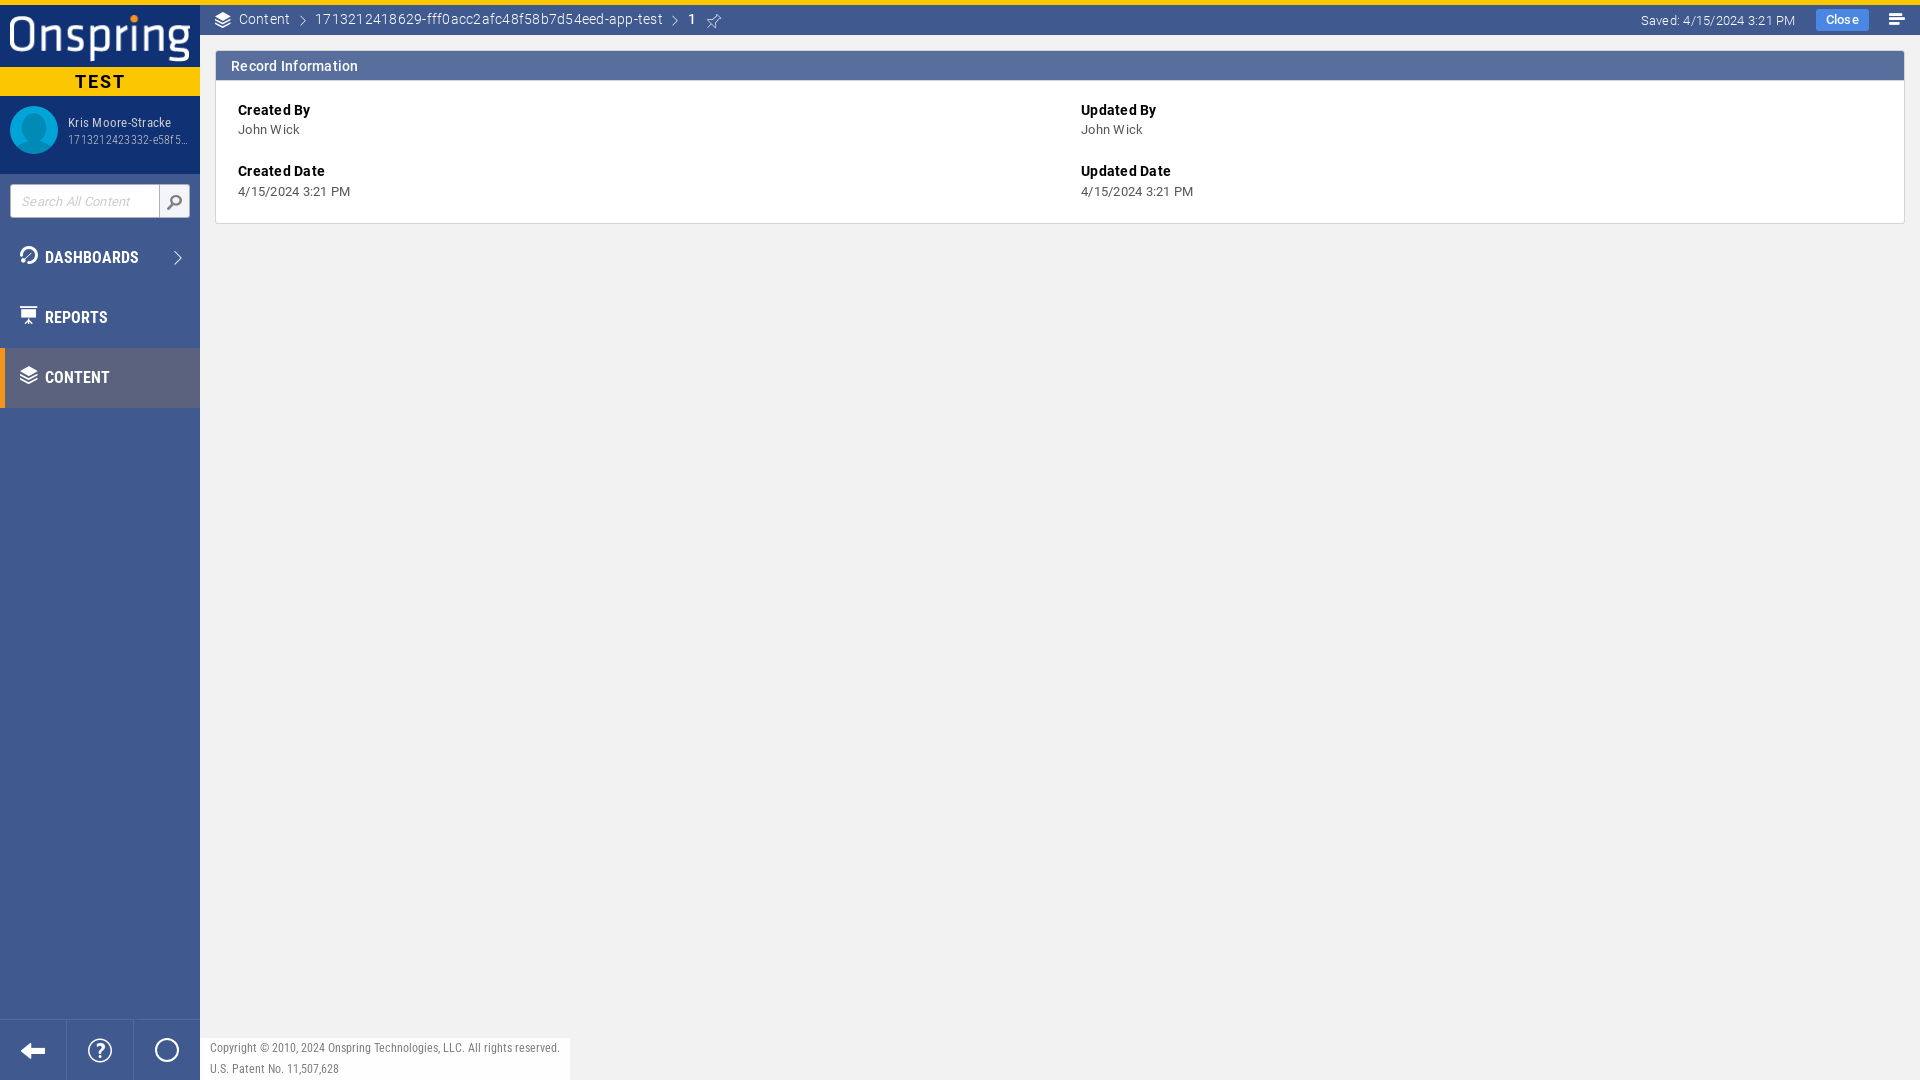 Onspring
TEST
Kris Moore-Stracke
1713212423332-e58f5...
Search All Content
DASHBOARDS
REPORTS
CONTENT
Content
1713212418629-fff0acc2afc48f58b7d54eed-app-test
1
Saved: 4/15/2024 3:21 PM
Close
Record Information
Created By
John Wick
Updated By
John Wick
Created Date
4/15/2024 3:21 PM
Updated Date
4/15/2024 3:21 PM
Copyright © 2010, 2024 Onspring Technologies, LLC. All rights reserved.
U.S. Patent No. 11,507,628